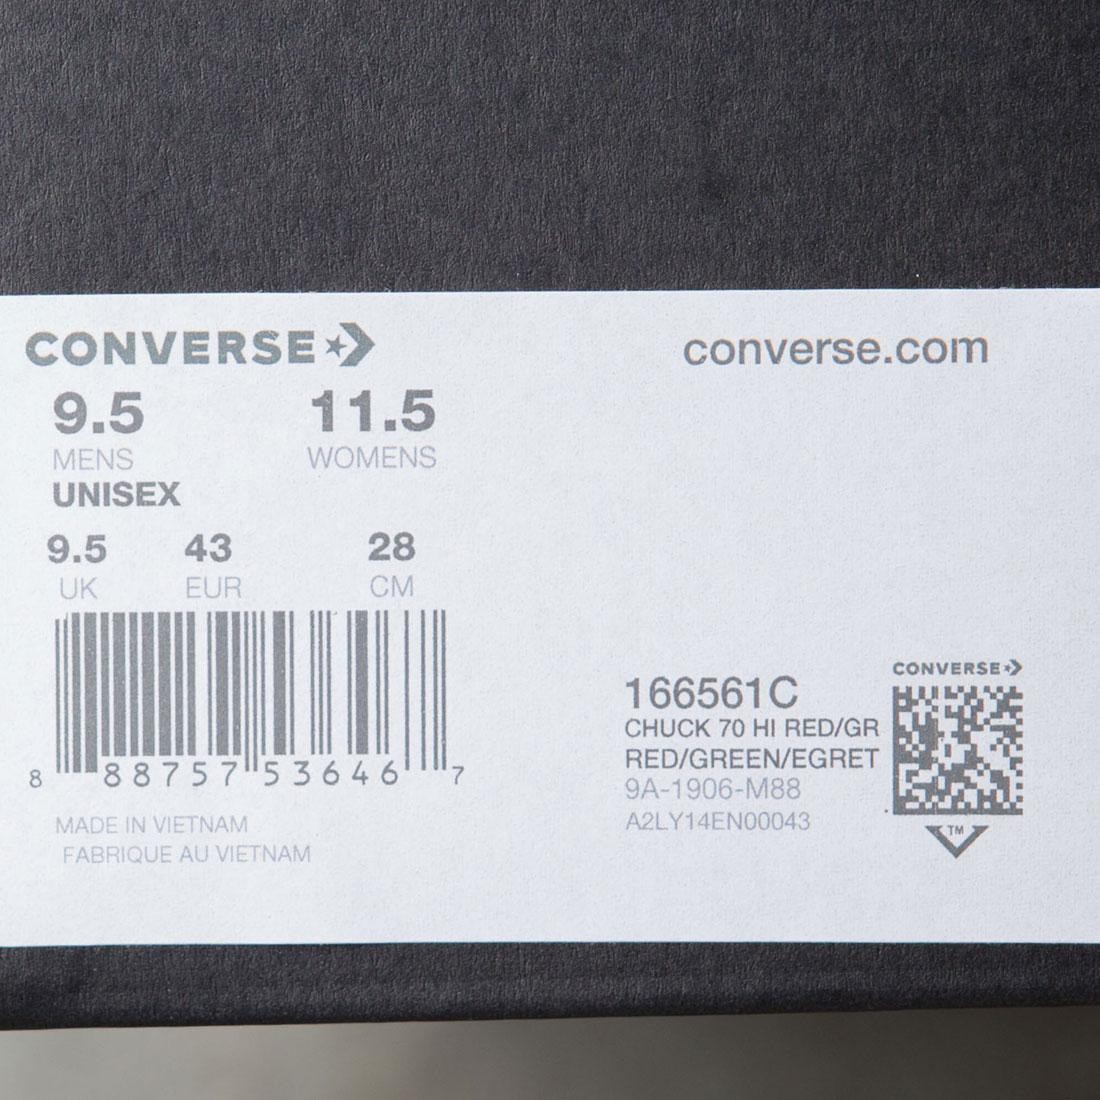 CONVERSE
converse.com
9.5 11.5
MENS WOMENS
UNISEX
9.5 43 28
UK EUR CM
8 88757 53646 7
MADE IN VIETNAM
FABRIQUE AU VIETNAM
CONVERSE
166561C
CHUCK 70 HI RED/GR
RED/GREEN/EGRET
9A-1906-M88
A2LY14EN00043
TM